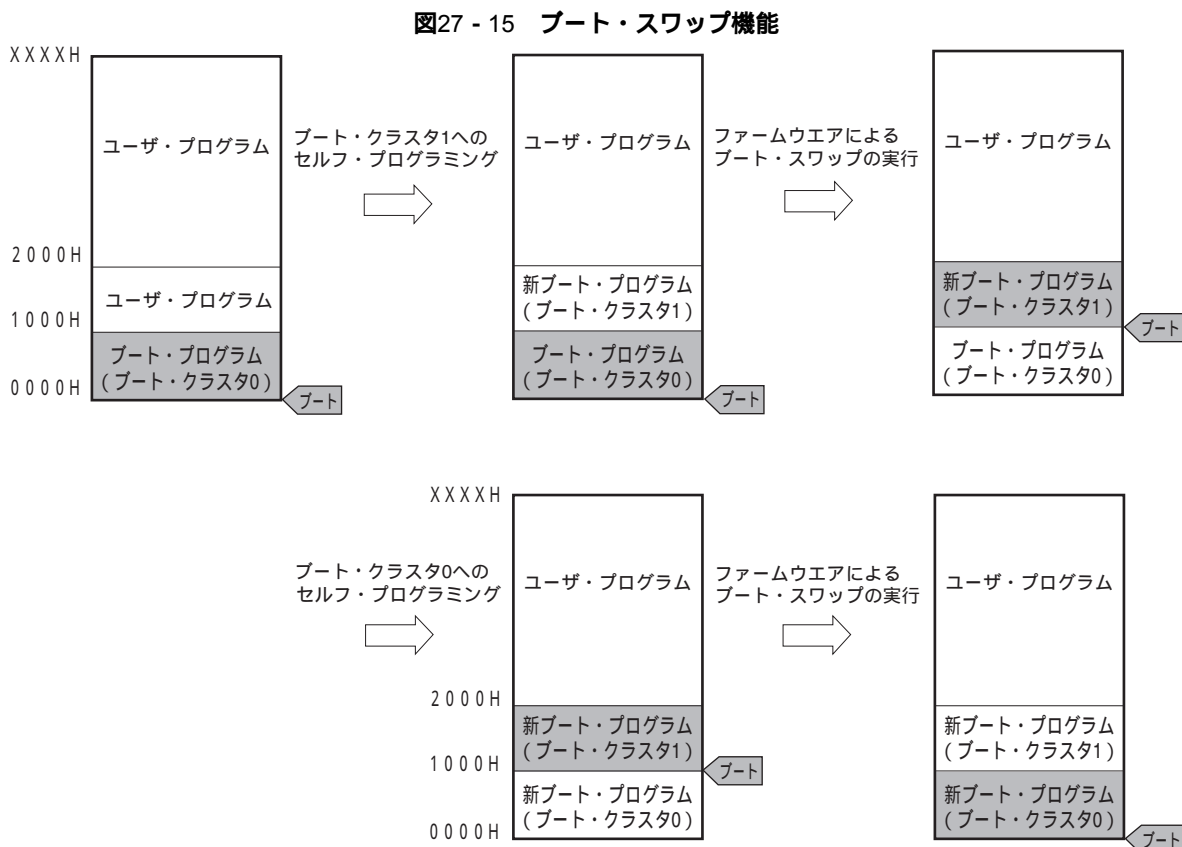 図27-15 ブート・スワップ機能
XXXXH
ユーザ・プログラム
2000H
ユーザ・プログラム
1000H
ブート・プログラム
(ブート・クラスタ0)
0000H
ブート
ブート・クラスタ1への
セルフ・プログラミング
ユーザ・プログラム
新ブート・プログラム
(ブート・クラスタ1)
ブート・プログラム
(ブート・クラスタ0)
ブート
ファームウエアによる
ブート・スワップの実行
ユーザ・プログラム
新ブート・プログラム
(ブート・クラスタ1)
ブート
ブート・プログラム
(ブート・クラスタ0)
ブート・クラスタ0への
セルフ・プログラミング
XXXXH
ユーザ・プログラム
2000H
新ブート・プログラム
(ブート・クラスタ1)
1000H
ブート
新ブート・プログラム
(ブート・クラスタ0)
0000H
ファームウエアによる
ブート・スワップの実行
ユーザ・プログラム
新ブート・プログラム
(ブート・クラスタ1)
新ブート・プログラム
(ブート・クラスタ0)
ブート